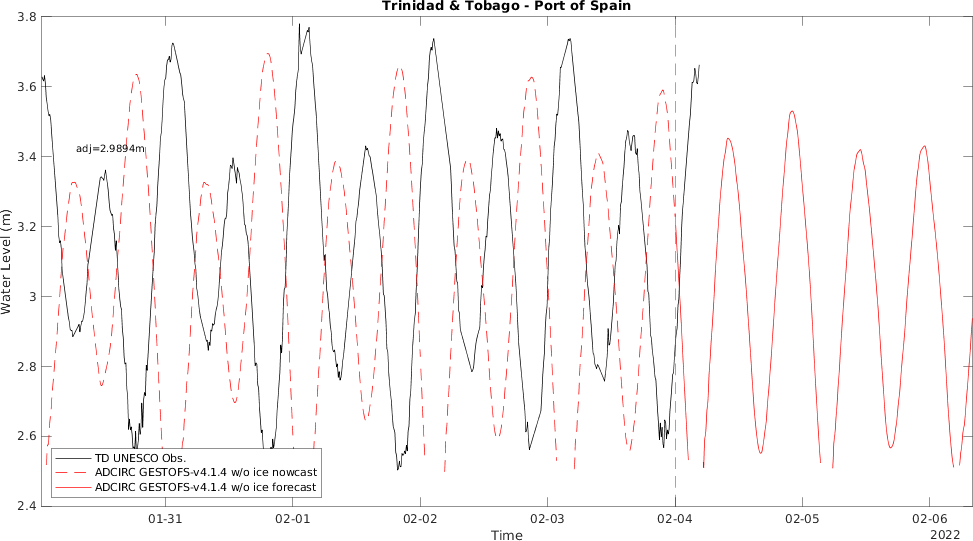 Trinidad & Tobago - Port of Spain
3.8
3.6
3.4
3.2
3
2.8
2.6
2.4
Water Level (m)
adj=2.9894m
TD UNESCO Obs.
ADCIRC GESTOFS-v4.1.4 w/o ice nowcast
ADCIRC GESTOFS-v4.1.4 w/o ice forecast
01-31 02-01 02-02 02-03 02-04 02-05 02-06
Time
2022